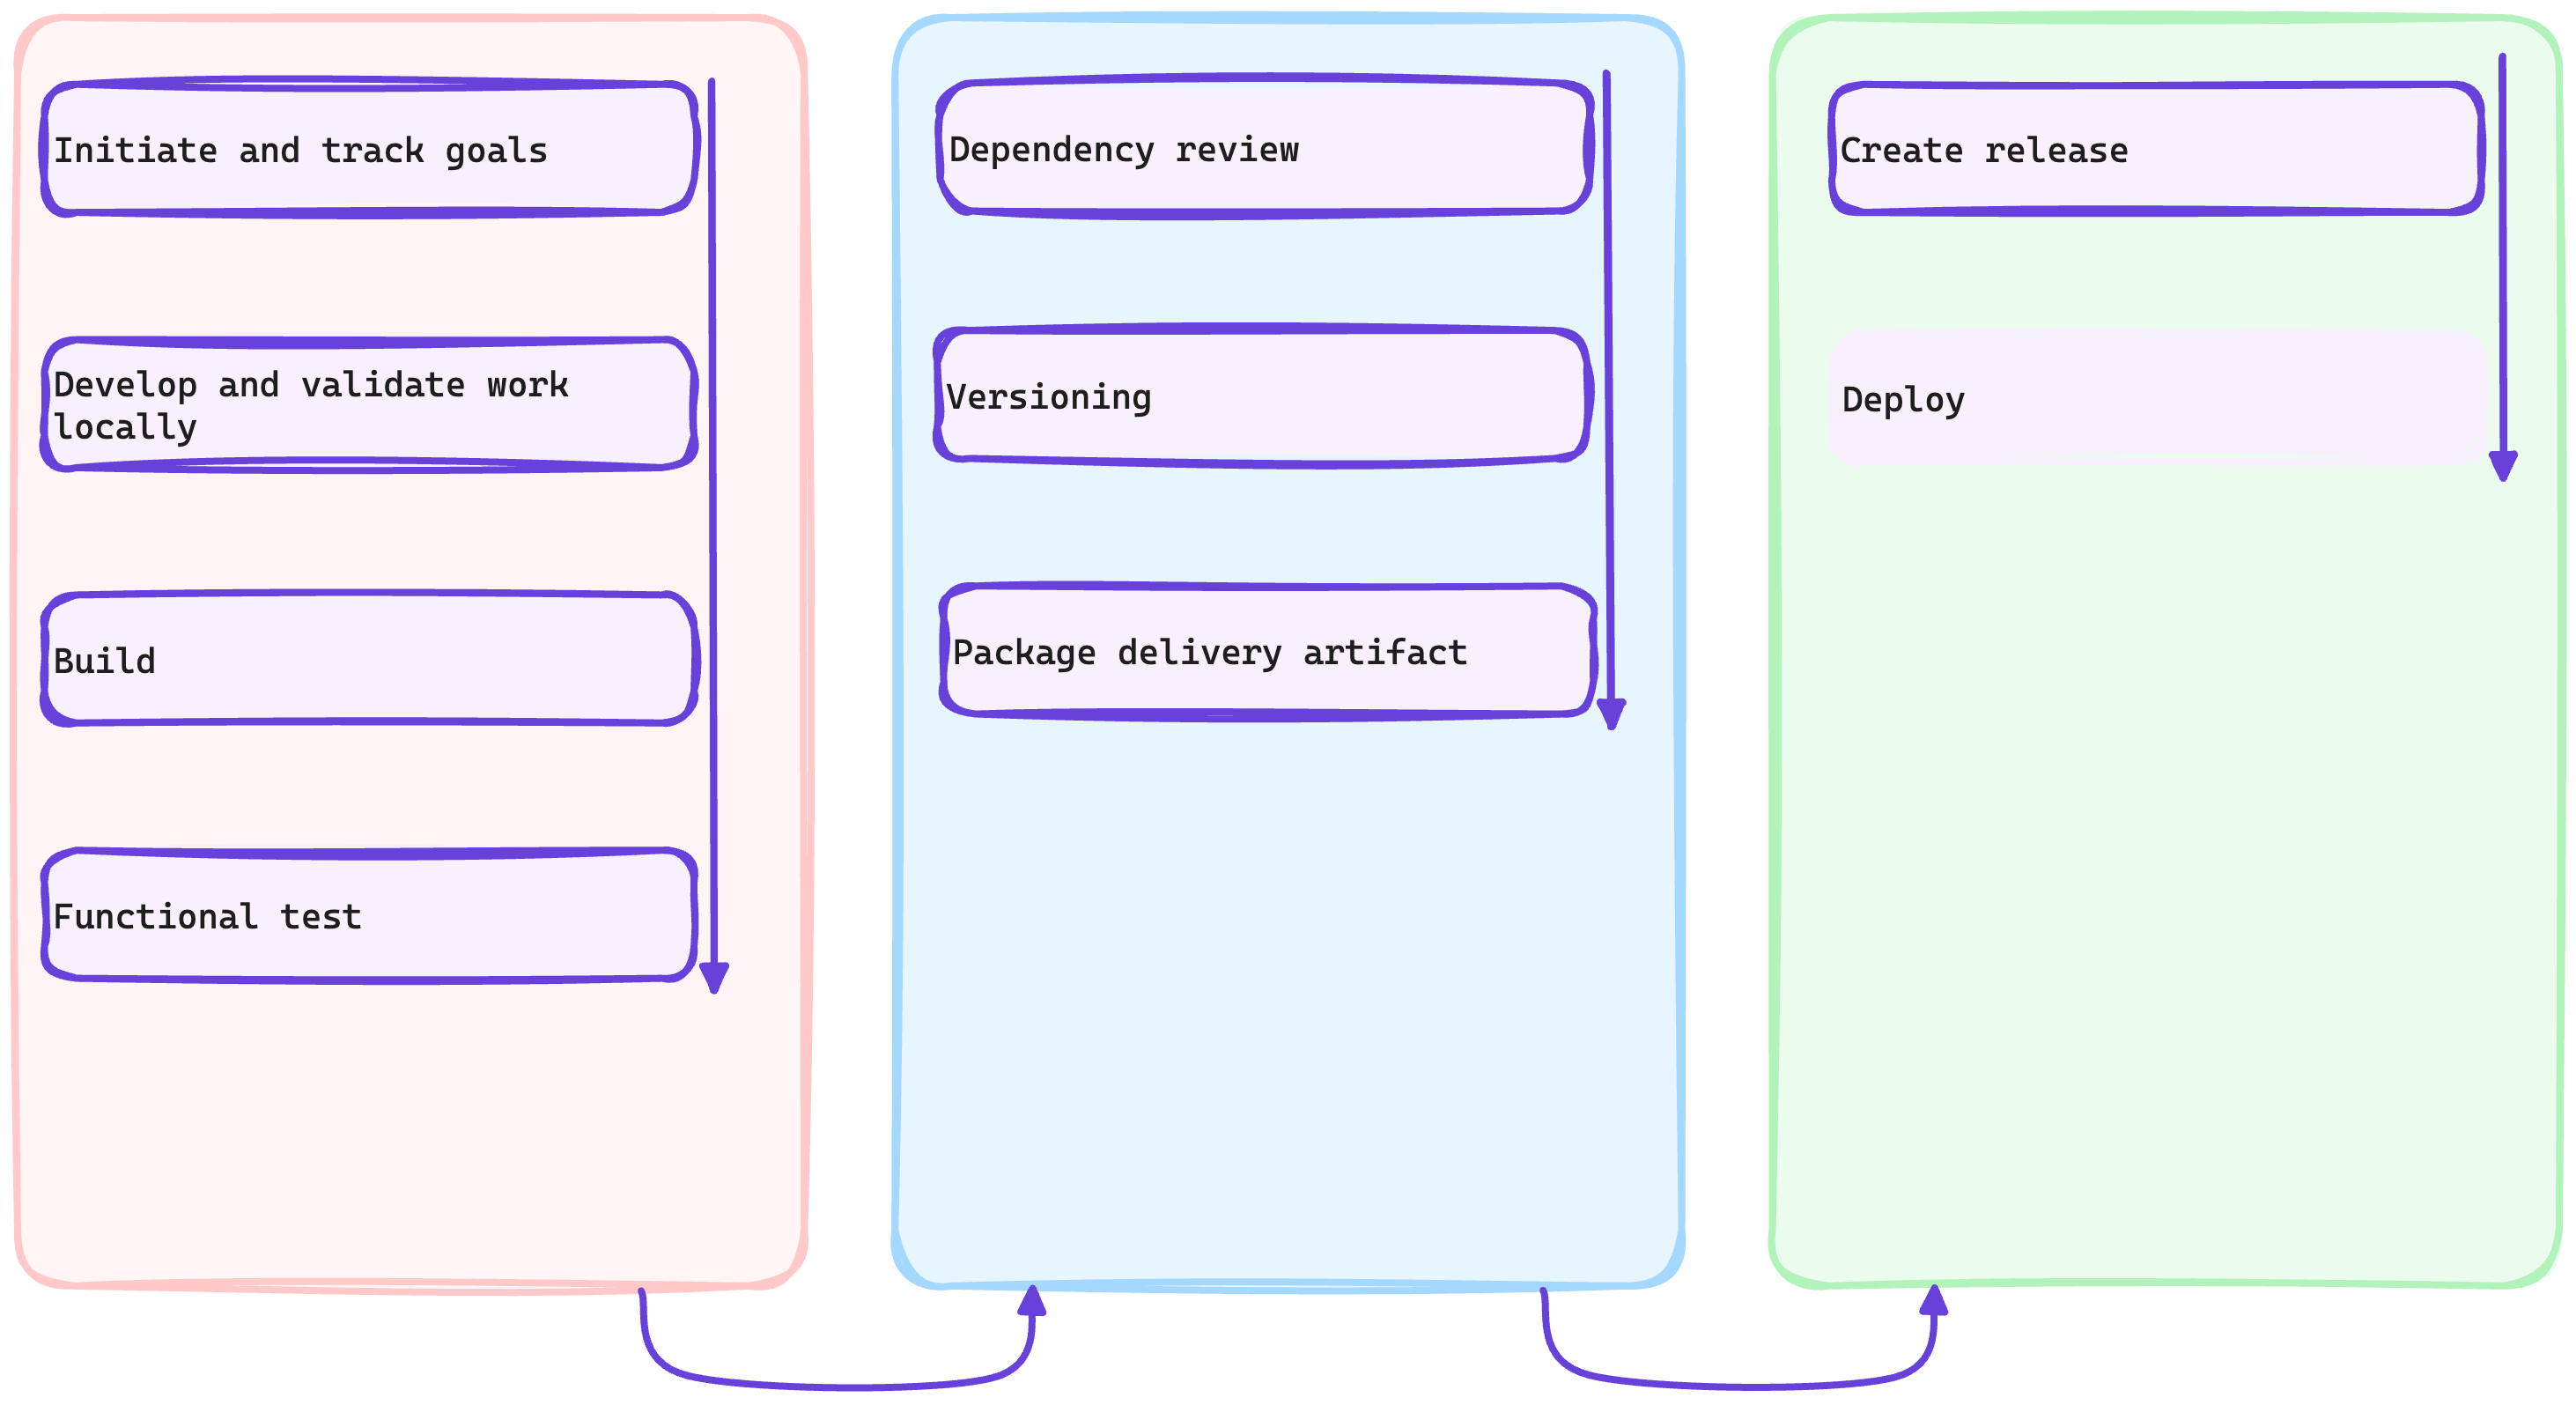 Initiate and track goals
Develop and validate work
locally
Build
Functional test
Dependency review
Versioning
Package delivery artifact
Create release
Deploy